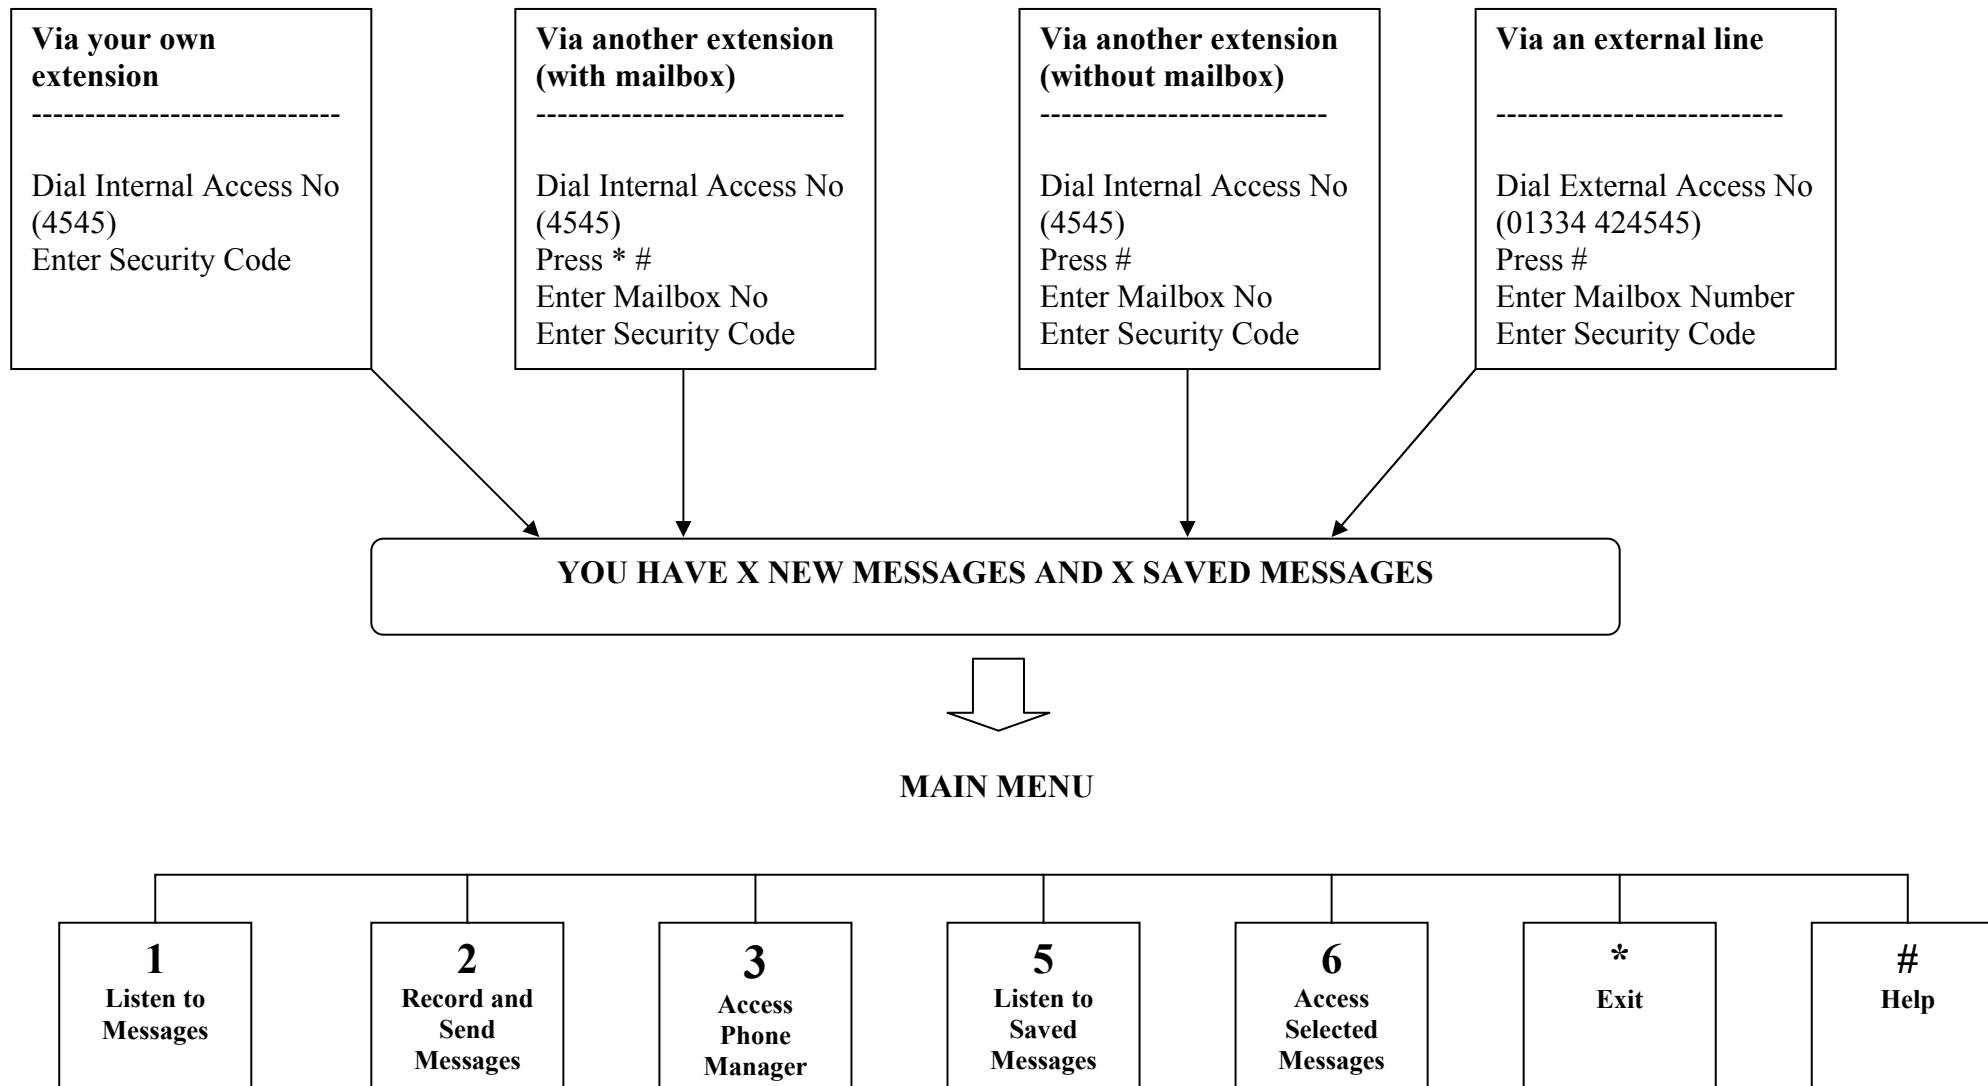 Via your own
extension
-----------------------------
Dial Internal Access No
(4545)
Enter Security Code
Via another extension
(with mailbox)
-----------------------------
Dial Internal Access No
(4545)
Press * #
Enter Mailbox No
Enter Security Code
Via another extension
(without mailbox)
---------------------------
Dial Internal Access No
(4545)
Press #
Enter Mailbox No
Enter Security Code
Via an external line
---------------------------
Dial External Access No
(01334 424545)
Press #
Enter Mailbox Number
Enter Security Code
YOU HAVE X NEW MESSAGES AND X SAVED MESSAGES
MAIN MENU
1
Listen to
Messages
2
Record and
Send
Messages
3
Access
Phone
Manager
5
Listen to
Saved
Messages
6
Access
Selected
Messages
*
Exit
#
Help